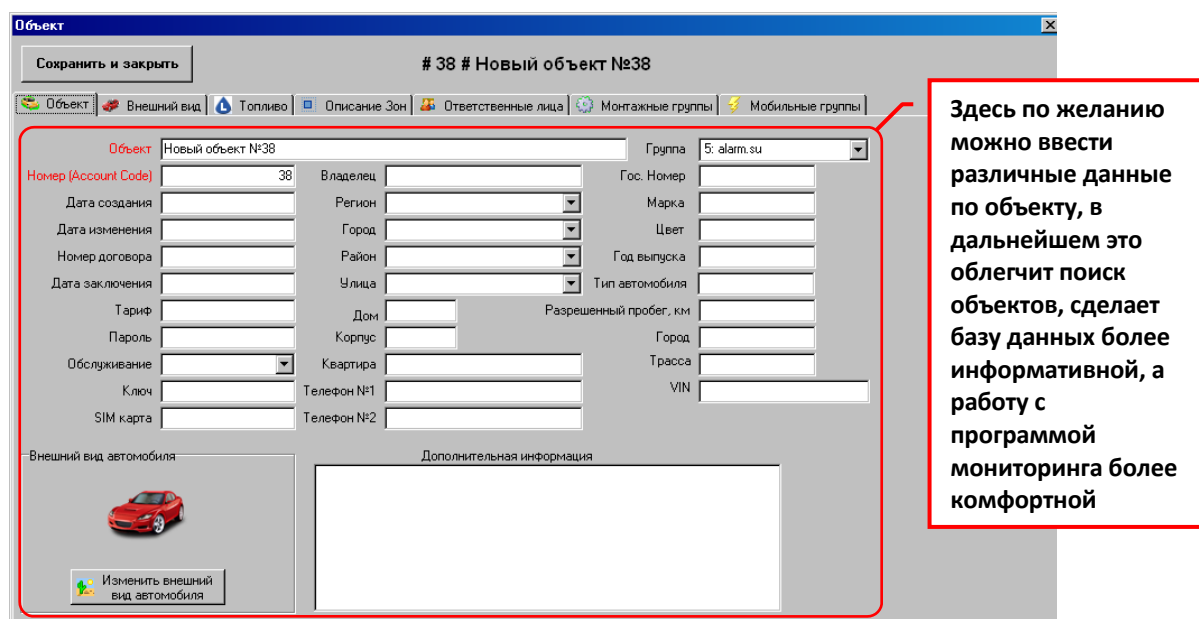 Объект
Сохранить и закрыть
# 38 # Новый объект №38
Объект Внешний вид Топливо Описание Зон Ответственные лица Монтажные группы Мобильные группы
Объект Новый объект №38 Группа 5: alarm.su
Номер (Account Code) 38 Владелец Гос. Номер
Дата создания Регион Марка
Дата изменения Город Цвет
Номер договора Район Год выпуска
Дата заключения Улица Тип автомобиля
Тариф Дом Разрешенный пробег, км
Пароль Корпус Город
Обслуживание Квартира Трасса
Ключ Телефон №1 VIN
SIM карта Телефон №2
Внешний вид автомобиля Дополнительная информация
Изменить внешний
вид автомобиля
Здесь по желанию
можно ввести
различные данные
по объекту, в
дальнейшем это
облегчит поиск
объектов, сделает
базу данных более
информативной, а
работу с
программой
мониторинга более
комфортной